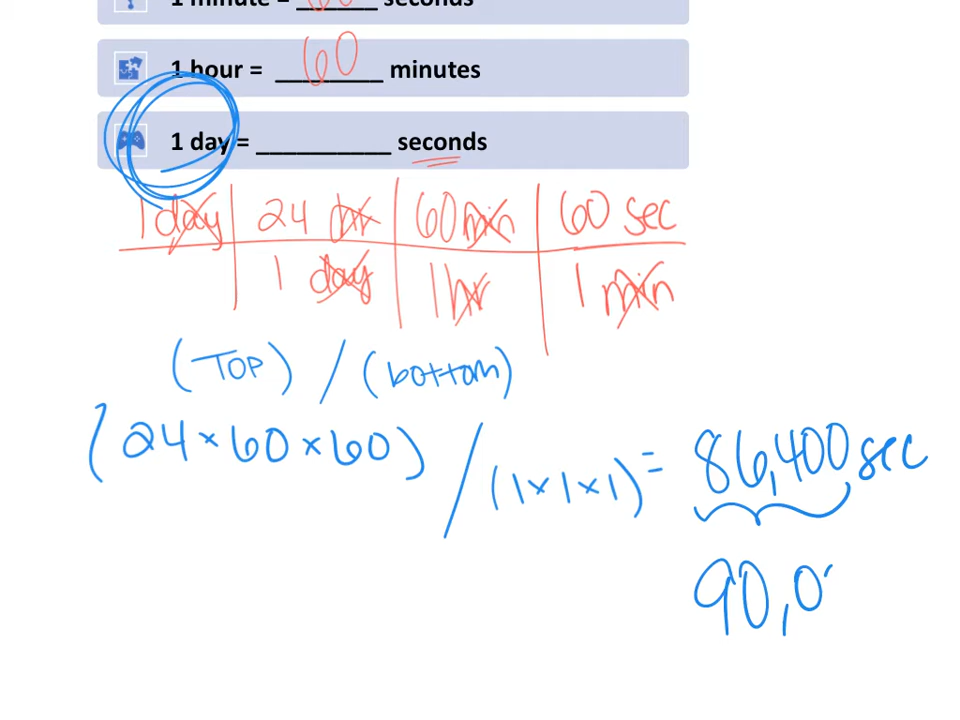 1 minute = 60 seconds
1 hour = 60 minutes
1 day = __________ seconds
1 day | 24 hr | 60 min | 60 sec
1 day | 1 hr | 1 min
(TOP) / (bottom)
(24 × 60 × 60) / (1 × 1 × 1) = 86,400 sec
90,0